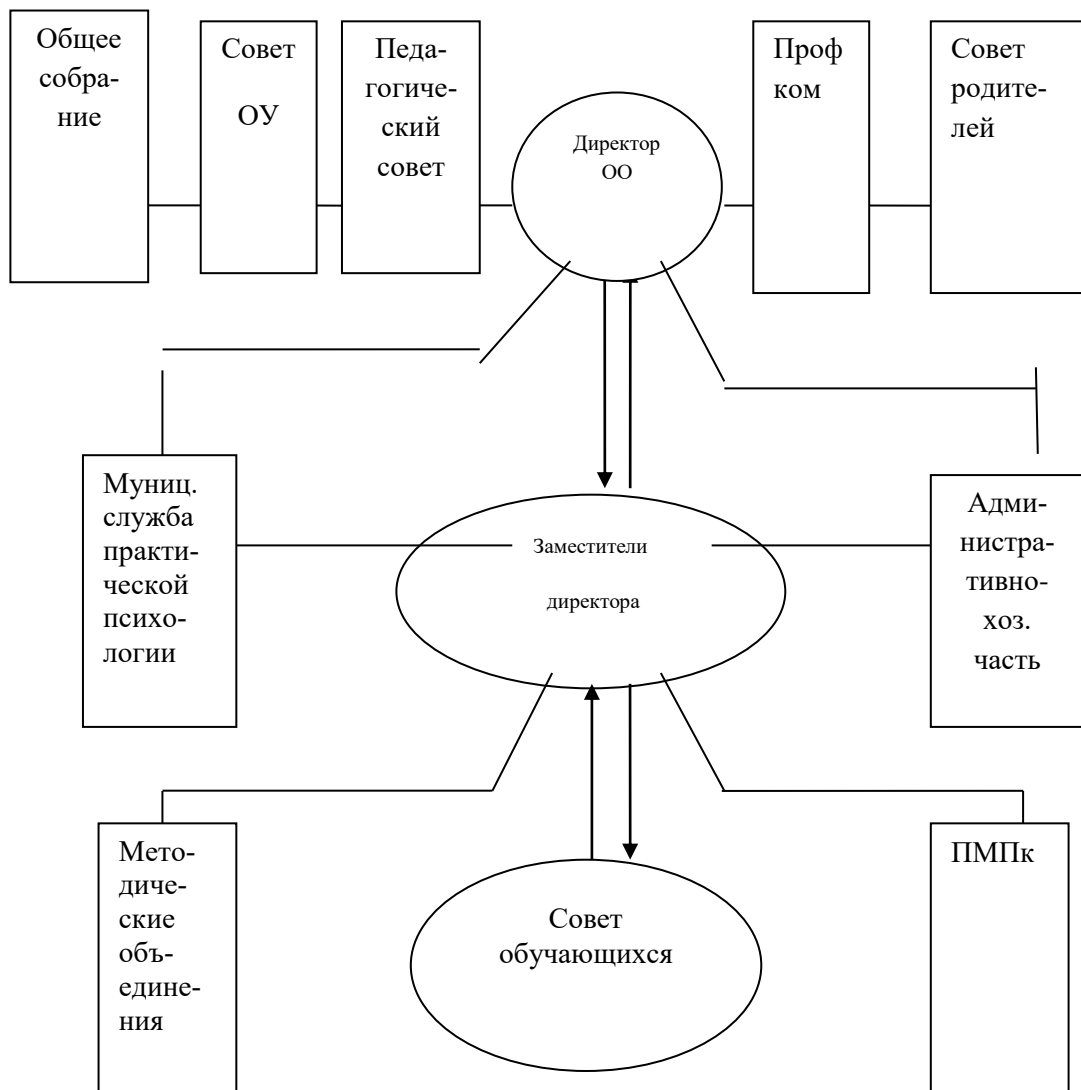 Общее
собра-
ние
Совет
ОУ
Педа-
гогиче-
ский
совет
Директор
ОО
Проф
ком
Совет
родите-
лей
Муниц.
служба
практи-
ческой
психо-
логии
Заместители
директора
Адми-
нистра-
тивно-
хоз.
часть
Мето-
диче-
ские
объ-
едине-
ния
Совет
обучающихся
ПМПк